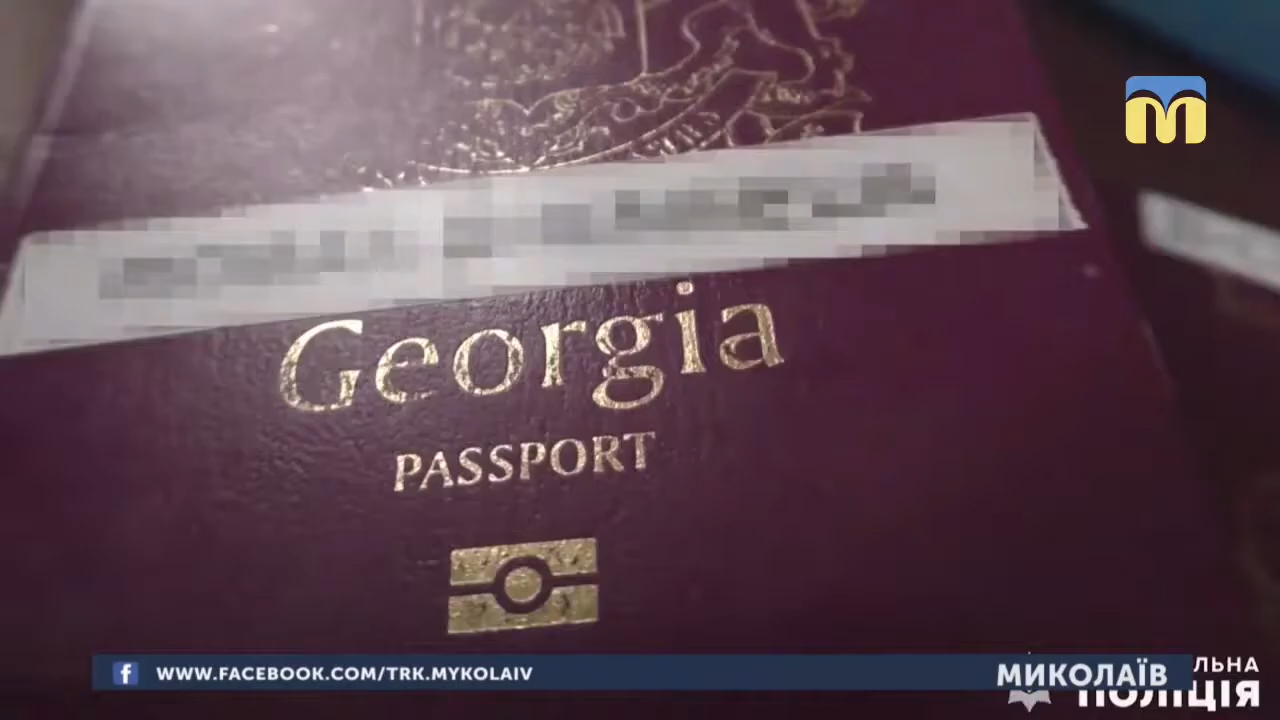 Georgia
PASSPORT
WWW.FACEBOOK.COM/TRK.MYKOLAIV
МИКОЛАЇВ
ЛЬНА
ПОЛІЦІЯ